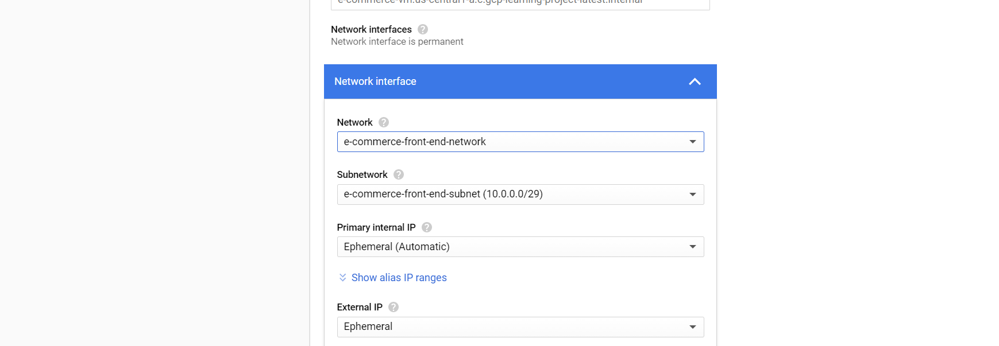 e-commerce-vm.us-central1-a.c.gcp-learning-project-latest.internal
Network interfaces
Network interface is permanent
Network interface
Network
e-commerce-front-end-network
Subnetwork
e-commerce-front-end-subnet (10.0.0.0/29)
Primary internal IP
Ephemeral (Automatic)
Show alias IP ranges
External IP
Ephemeral